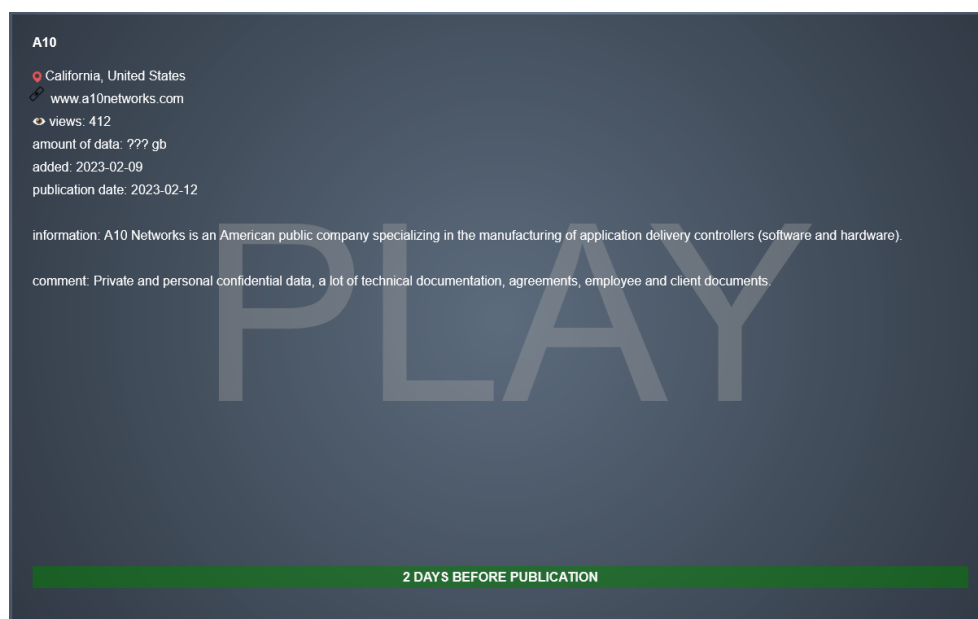 A10
California, United States
www.a10networks.com
views: 412
amount of data: ??? gb
added: 2023-02-09
publication date: 2023-02-12
information: A10 Networks is an American public company specializing in the manufacturing of application delivery controllers (software and hardware).
comment: Private and personal confidential data, a lot of technical documentation, agreements, employee and client documents.
PLAY
2 DAYS BEFORE PUBLICATION